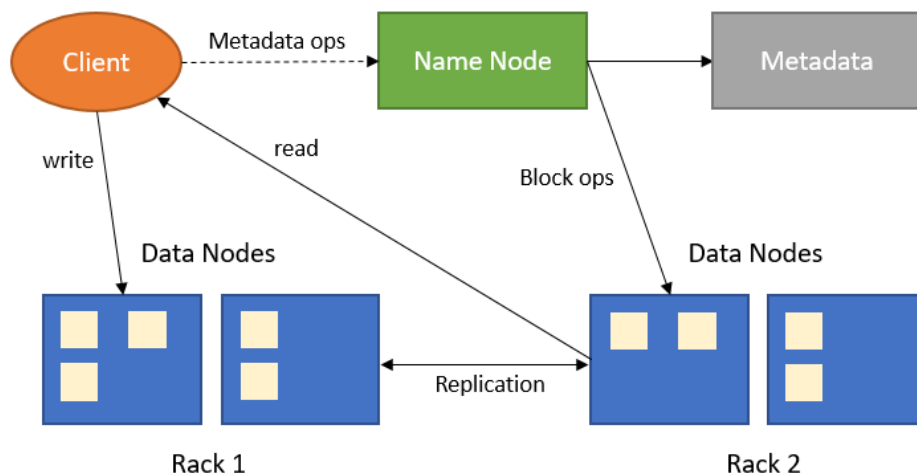 Metadata ops
Client
Name Node
Metadata
write
read
Block ops
Data Nodes
Data Nodes
Replication
Rack 1
Rack 2